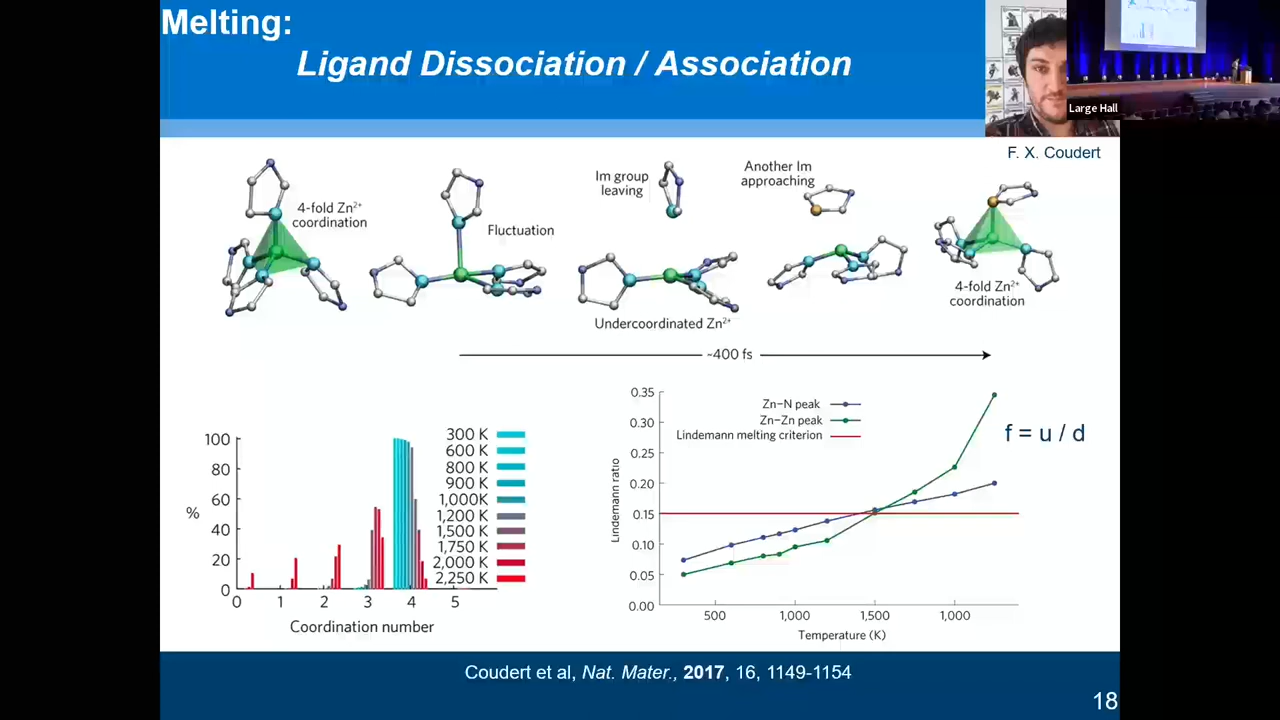 Melting:
Ligand Dissociation / Association
Large Hall
F. X. Coudert
4-fold Zn²⁺
coordination
Fluctuation
Im group
leaving
Undercoordinated Zn²⁺
Another Im
approaching
4-fold Zn²⁺
coordination
~400 fs
100
80
60
40
20
0
%
0 1 2 3 4 5
Coordination number
300 K
600 K
800 K
900 K
1,000K
1,200 K
1,500 K
1,750 K
2,000 K
2,250 K
0.35
0.30
0.25
0.20
0.15
0.10
0.05
0.00
Lindemann ratio
Zn−N peak
Zn−Zn peak
Lindemann melting criterion
500 1,000 1,500 1,000
Temperature (K)
f = u / d
Coudert et al, Nat. Mater., 2017, 16, 1149-1154
18